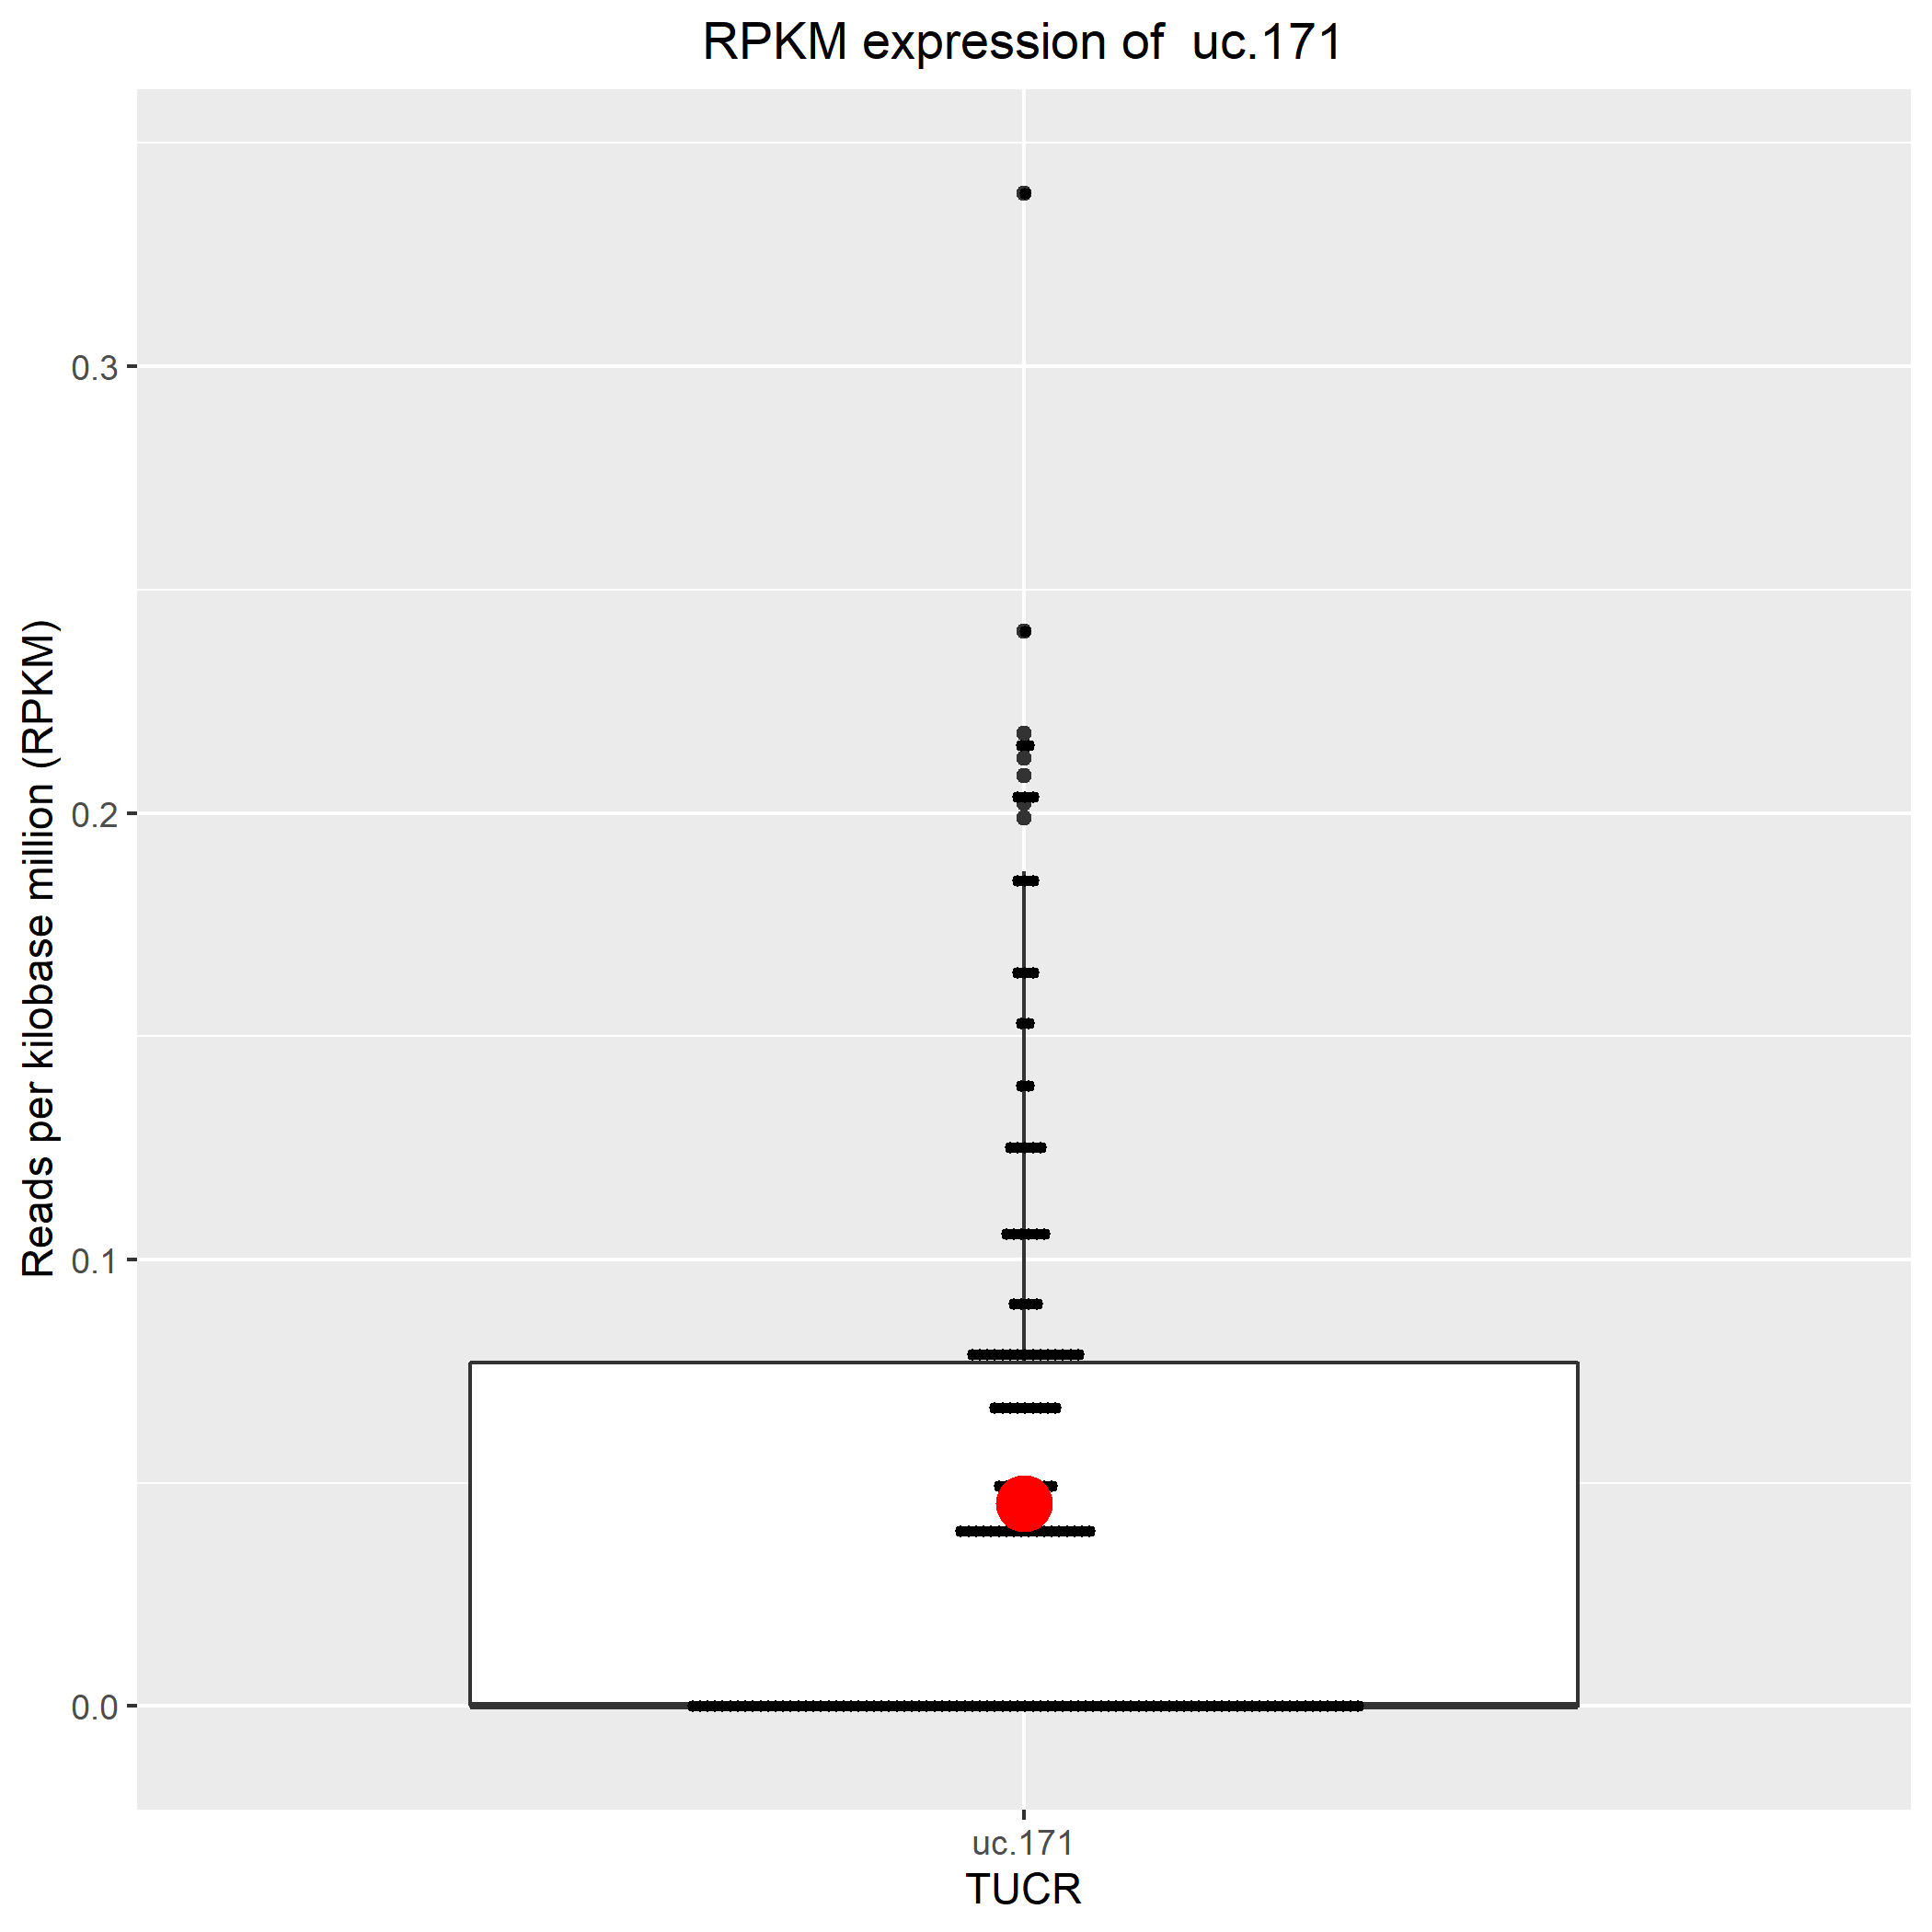 RPKM expression of  uc.171
Reads per kilobase million (RPKM)
0.3
0.2
0.1
0.0
uc.171
TUCR